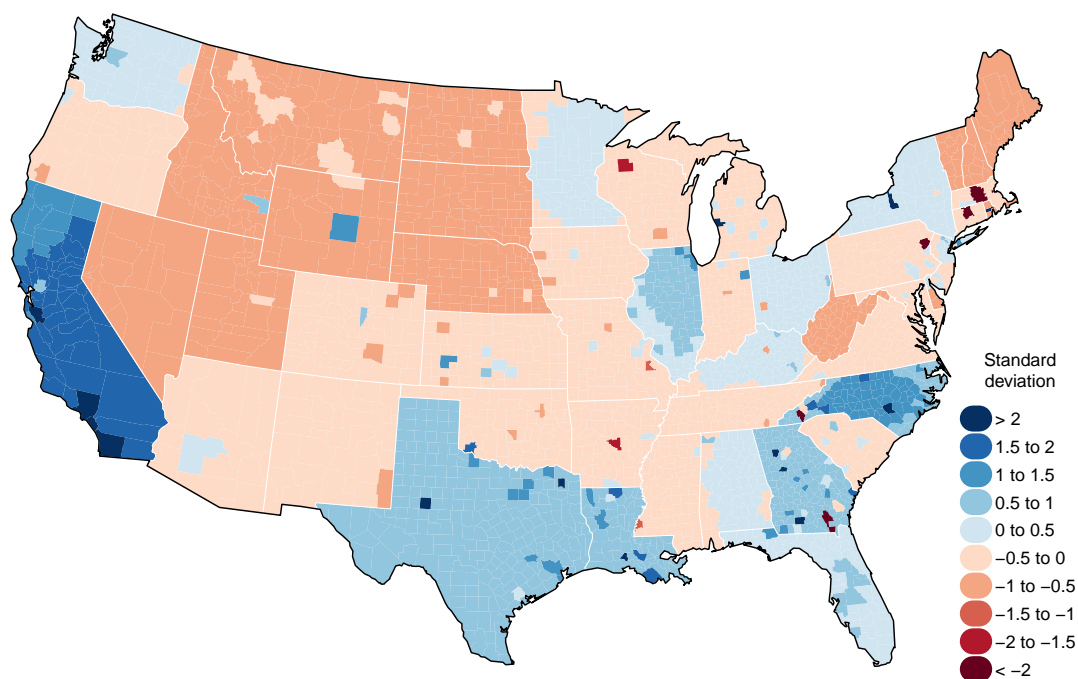 Standard
deviation
> 2
1.5 to 2
1 to 1.5
0.5 to 1
0 to 0.5
−0.5 to 0
−1 to −0.5
−1.5 to −1
−2 to −1.5
< −2